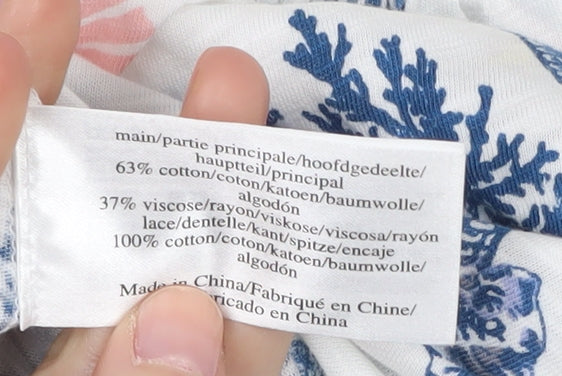 main/partie principale/hoofdgedeelte/
hauptteil/principal
63% cotton/coton/katoen/baumwolle/
algodón
37% viscose/rayon/viskose/viscosa/rayón
lace/dentelle/kant/spitze/encaje
100% cotton/coton/katoen/baumwolle/
algodón
Made in China/Fabriqué en Chine/
ricado en China